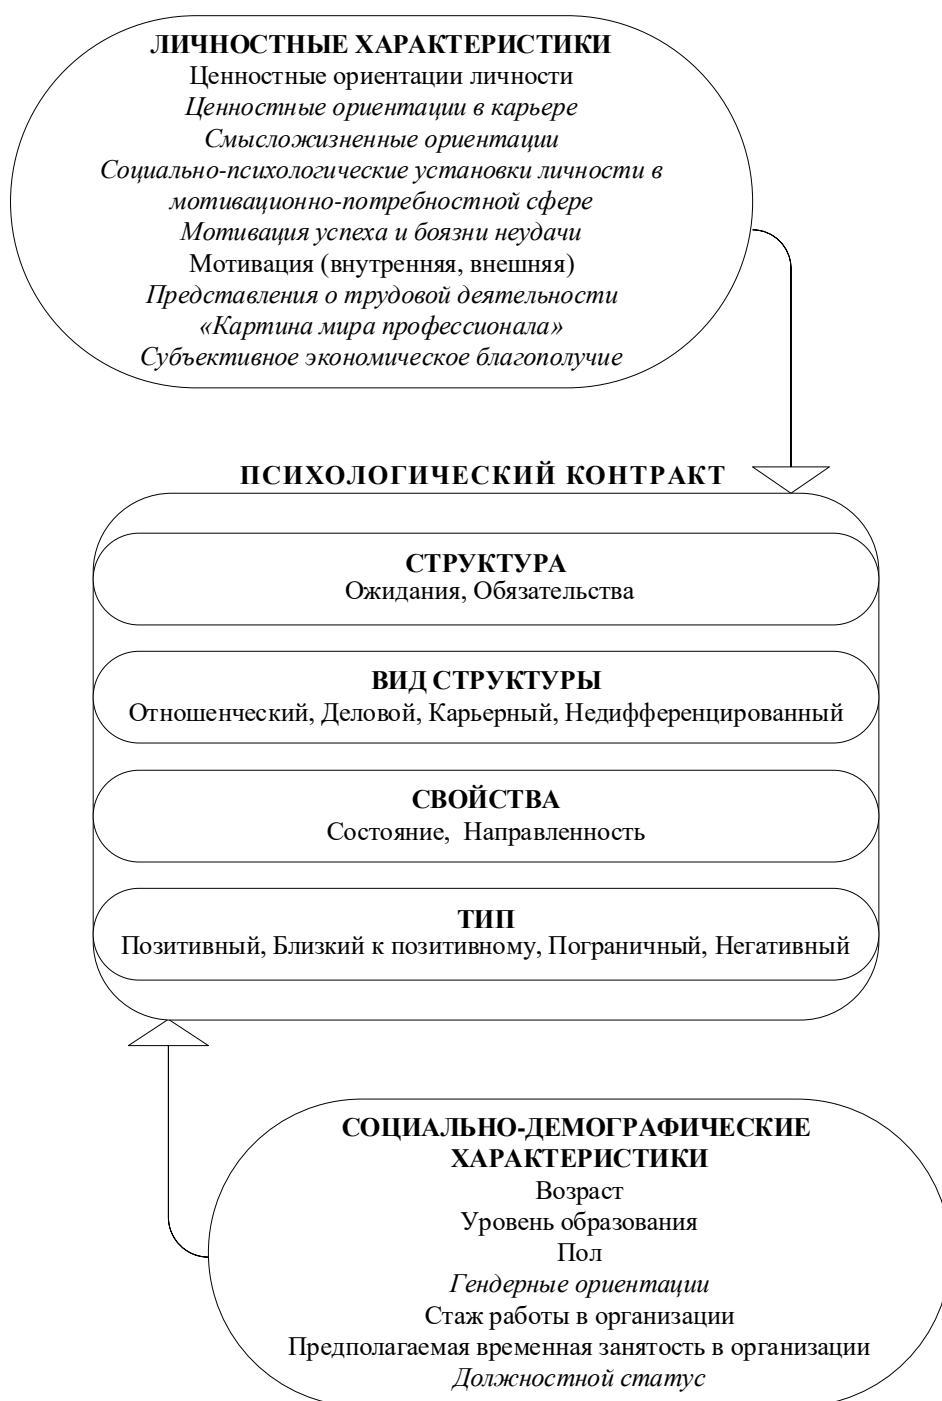 ЛИЧНОСТНЫЕ ХАРАКТЕРИСТИКИ
Ценностные ориентации личности
Ценностные ориентации в карьере
Смысложизненные ориентации
Социально-психологические установки личности в
мотивационно-потребностной сфере
Мотивация успеха и боязни неудачи
Мотивация (внутренняя, внешняя)
Представления о трудовой деятельности
«Картина мира профессионала»
Субъективное экономическое благополучие
ПСИХОЛОГИЧЕСКИЙ КОНТРАКТ
СТРУКТУРА
Ожидания, Обязательства
ВИД СТРУКТУРЫ
Отношенческий, Деловой, Карьерный, Недифференцированный
СВОЙСТВА
Состояние, Направленность
ТИП
Позитивный, Близкий к позитивному, Пограничный, Негативный
СОЦИАЛЬНО-ДЕМОГРАФИЧЕСКИЕ
ХАРАКТЕРИСТИКИ
Возраст
Уровень образования
Пол
Гендерные ориентации
Стаж работы в организации
Предполагаемая временная занятость в организации
Должностной статус